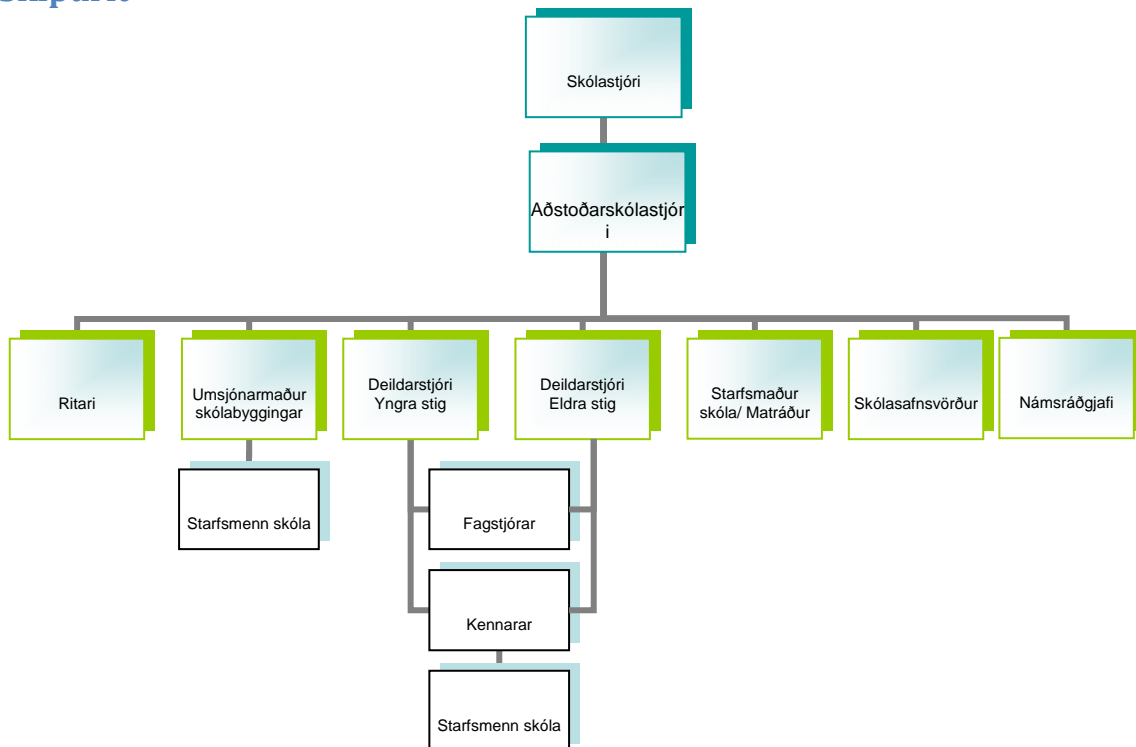 Skipurit
Skólastjóri
Aðstoðarskólastjór
i
Ritari
Umsjónarmaður
skólabyggingar
Deildarstjóri
Yngra stig
Deildarstjóri
Eldra stig
Starfsmaður
skóla/ Matráður
Skólasafnsvörður
Námsráðgjafi
Starfsmenn skóla
Fagstjórar
Kennarar
Starfsmenn skóla